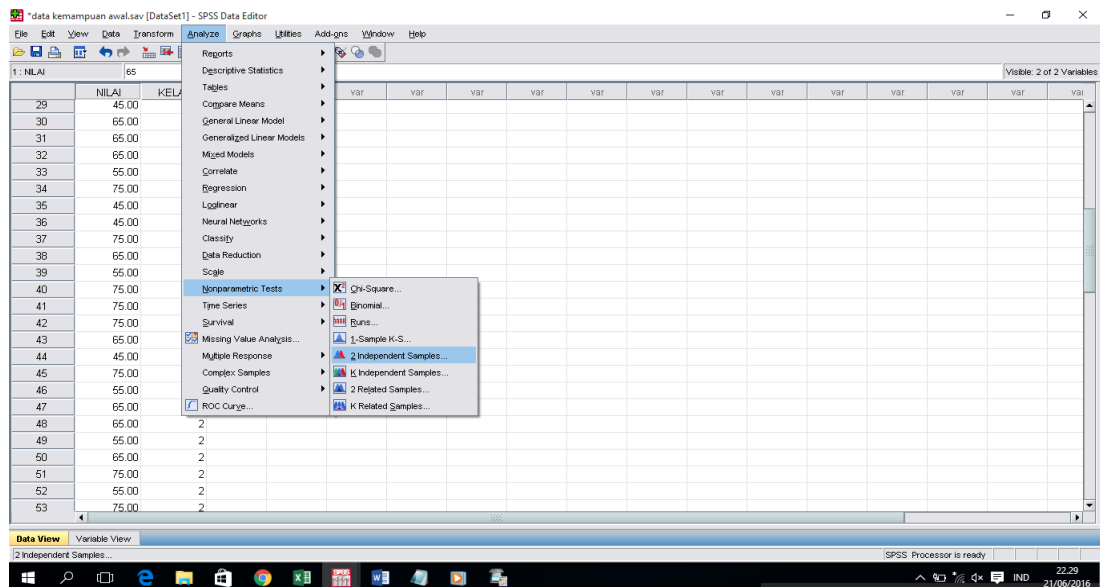 *data kemampuan awal.sav [DataSet1] - SPSS Data Editor
File Edit View Data Transform Analyze Graphs Utilities Add-ons Window Help
1 : NILAI 65 Visible: 2 of 2 Variables
NILAI KELA var var var var var var var var var var var var var
29 45.00
30 65.00
31 65.00
32 65.00
33 55.00
34 75.00
35 45.00
36 45.00
37 75.00
38 65.00
39 55.00
40 75.00
41 75.00
42 75.00
43 65.00
44 45.00
45 75.00
46 55.00
47 65.00
48 65.00 2
49 55.00 2
50 65.00 2
51 75.00 2
52 55.00 2
53 75.00 2
Reports
Descriptive Statistics
Tables
Compare Means
General Linear Model
Generalized Linear Models
Mixed Models
Correlate
Regression
Loglinear
Neural Networks
Classify
Data Reduction
Scale
Nonparametric Tests
Time Series
Survival
Missing Value Analysis...
Multiple Response
Complex Samples
Quality Control
ROC Curve...
Chi-Square...
Binomial...
Runs...
1-Sample K-S...
2 Independent Samples...
K Independent Samples...
2 Related Samples...
K Related Samples...
Data View Variable View
2 Independent Samples... SPSS Processor is ready
IND 22.29
21/06/2016